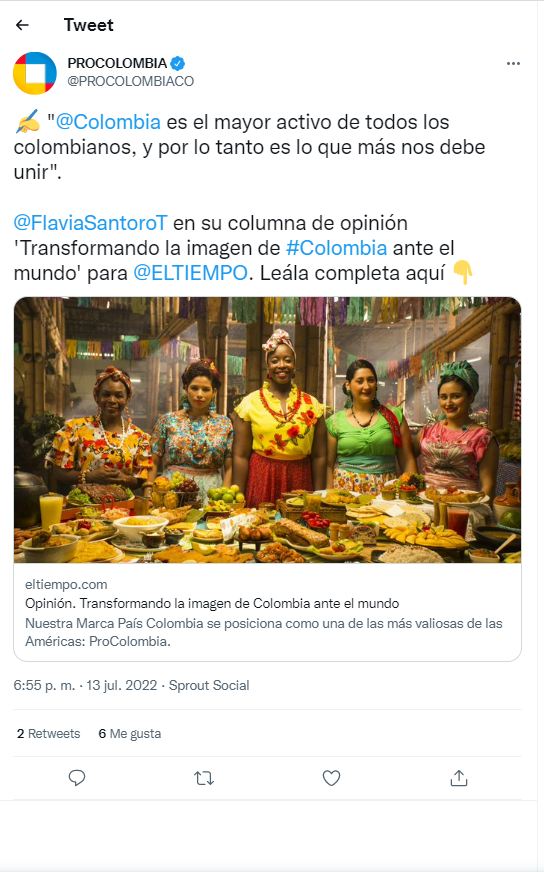 Tweet
PROCOLOMBIA
@PROCOLOMBIACO
"@Colombia es el mayor activo de todos los
colombianos, y por lo tanto es lo que más nos debe
unir".
@FlaviaSantoroT en su columna de opinión
'Transformando la imagen de #Colombia ante el
mundo' para @ELTIEMPO. Leála completa aquí
eltiempo.com
Opinión. Transformando la imagen de Colombia ante el mundo
Nuestra Marca País Colombia se posiciona como una de las más valiosas de las
Américas: ProColombia.
6:55 p. m. · 13 jul. 2022 · Sprout Social
2 Retweets 6 Me gusta